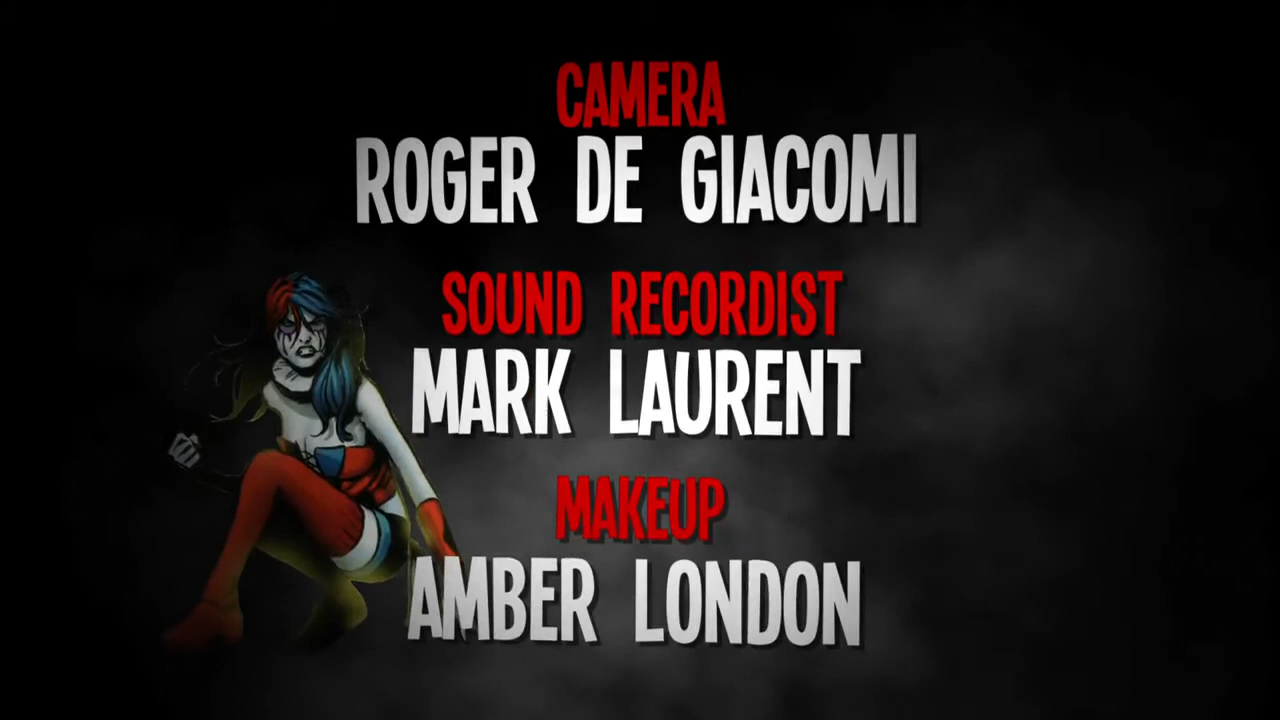 CAMERA
ROGER DE GIACOMI
SOUND RECORDIST
MARK LAURENT
MAKEUP
AMBER LONDON